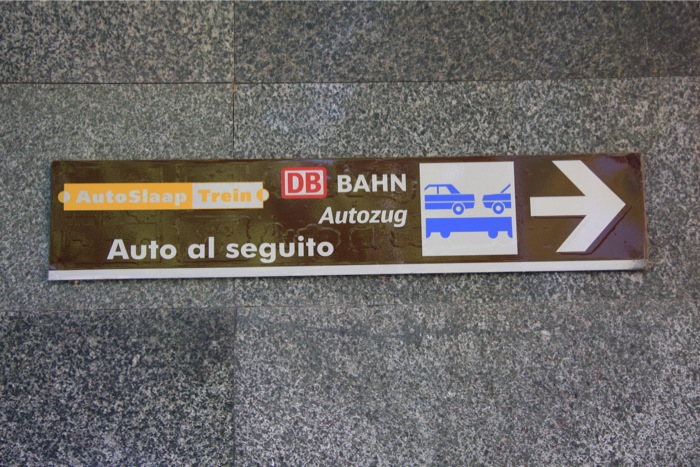 AutoSlaap Trein
DB BAHN
Autozug
Auto al seguito